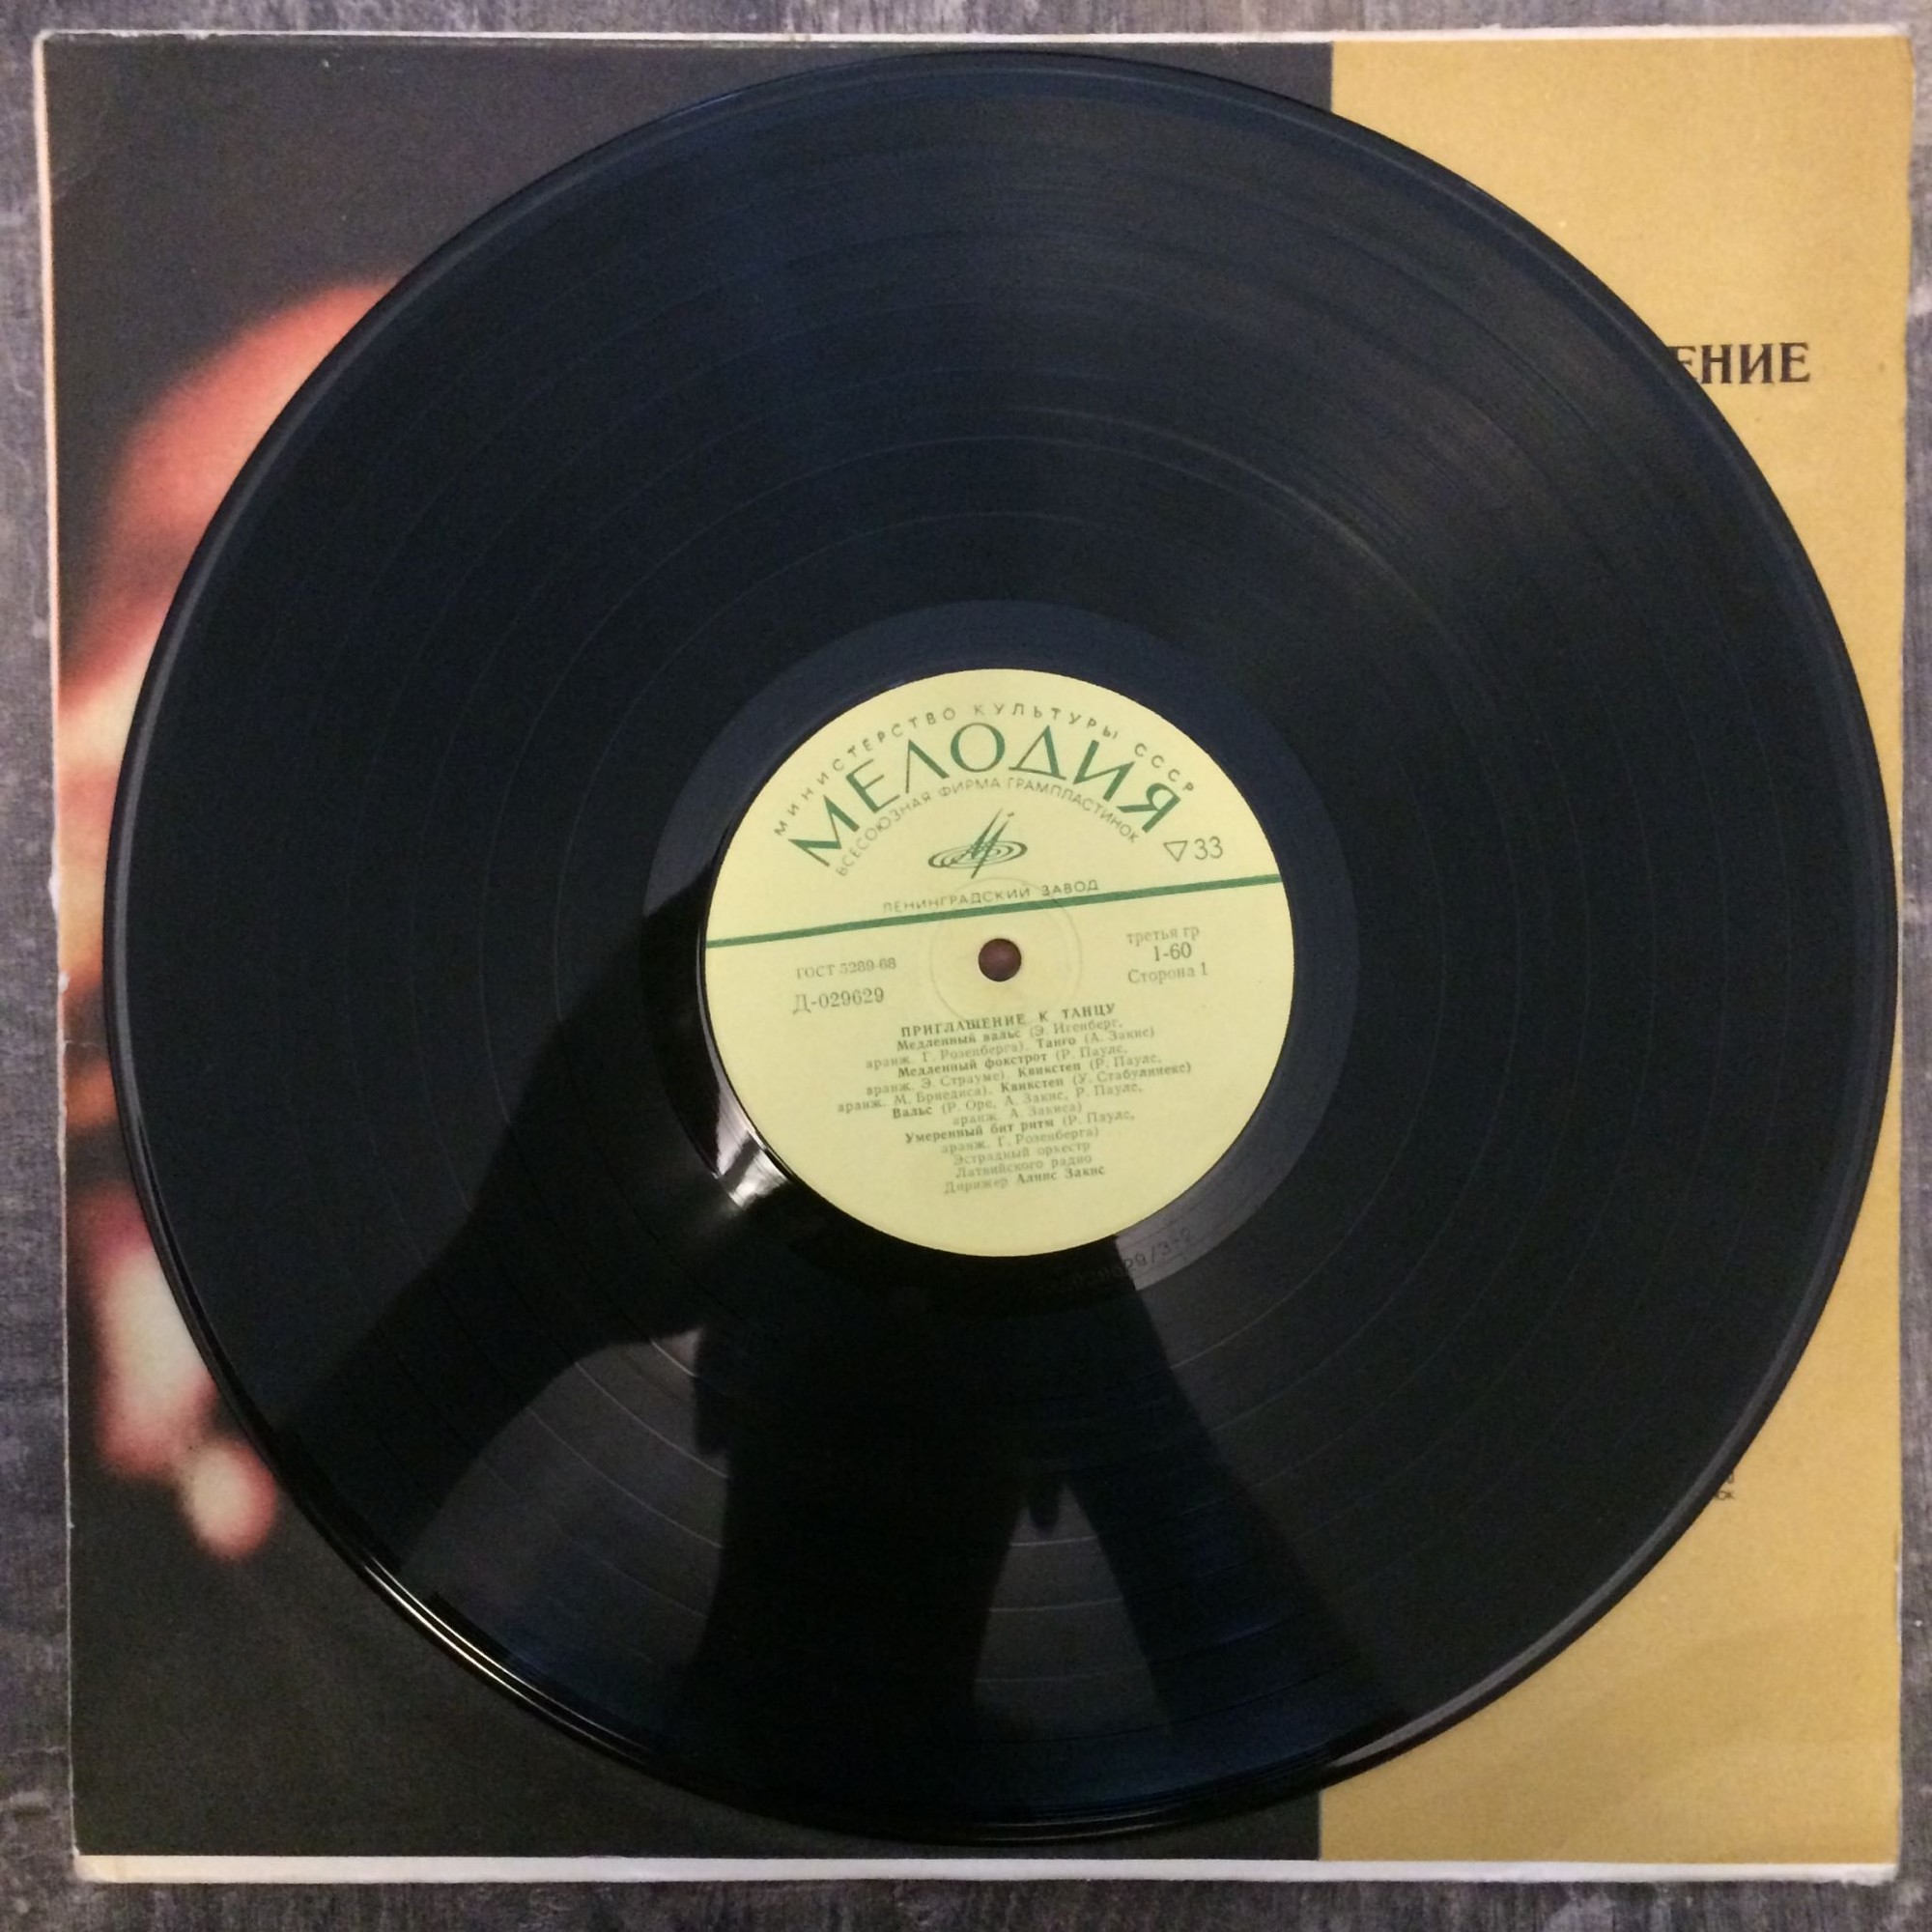 ЕНИЕ
МИНИСТЕРСТВО КУЛЬТУРЫ СССР
МЕЛОДИЯ
ВСЕСОЮЗНАЯ ФИРМА ГРАМПЛАСТИНОК
▽33
ЛЕНИНГРАДСКИЙ ЗАВОД
ГОСТ 5289-68
Д-029629
третья гр
1-60
Сторона 1
ПРИГЛАШЕНИЕ К ТАНЦУ
Медленный вальс (Э. Игенберг,
аранж. Г. Розенберга). Танго (А. Закис)
Медленный фокстрот (Р. Паулс,
аранж. Э. Страуме). Квикстеп (Р. Паулс,
аранж. М. Бриедиса). Квикстеп (У. Стабулниекс)
Вальс (Р. Оре, А. Закис, Р. Паулс,
аранж. А. Закиса)
Умеренный бит ритм (Р. Паулс,
аранж. Г. Розенберга)
Эстрадный оркестр
Латвийского радио
Дирижер Алнис Закис